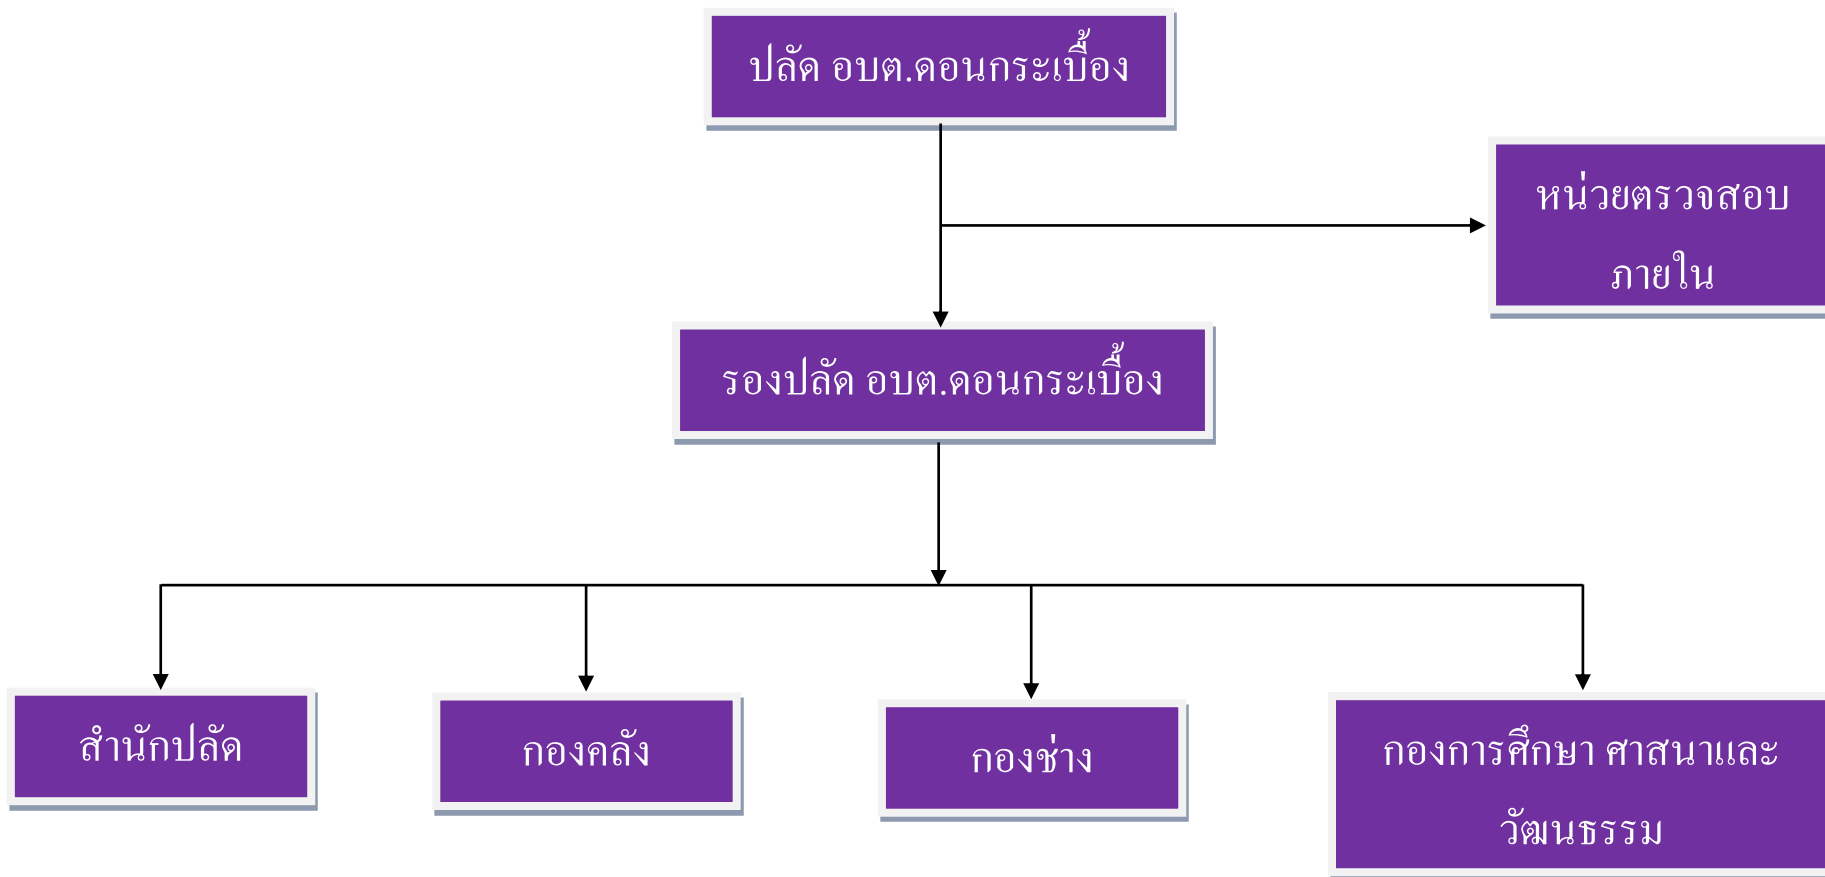 ปลัด อบต.ดอนกระเบื้อง
หน่วยตรวจสอบ
ภายใน
รองปลัด อบต.ดอนกระเบื้อง
สำนักปลัด
กองคลัง
กองช่าง
กองการศึกษา ศาสนาและ
วัฒนธรรม